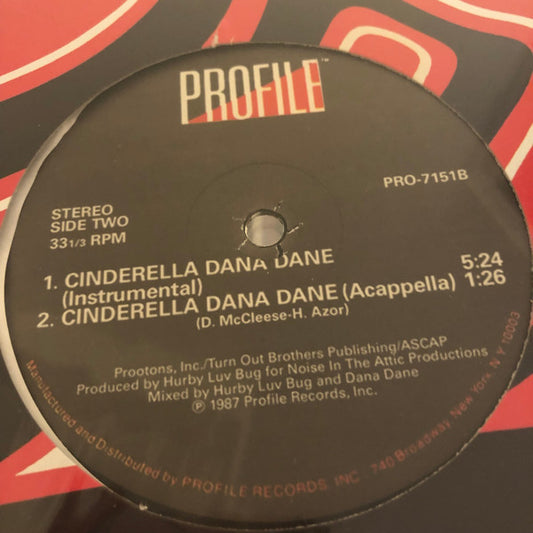 PROFILE™
PRO-7151B
STEREO
SIDE TWO
33 1/3 RPM
1. CINDERELLA DANA DANE
(Instrumental) 5:24
2. CINDERELLA DANA DANE (Acappella) 1:26
(D. McCleese-H. Azor)
Prootons, Inc./Turn Out Brothers Publishing/ASCAP
Produced by Hurby Luv Bug for Noise In The Attic Productions
Mixed by Hurby Luv Bug and Dana Dane
℗ 1987 Profile Records, Inc.
Manufactured and Distributed by PROFILE RECORDS, INC. 740 Broadway, New York, N.Y. 10003